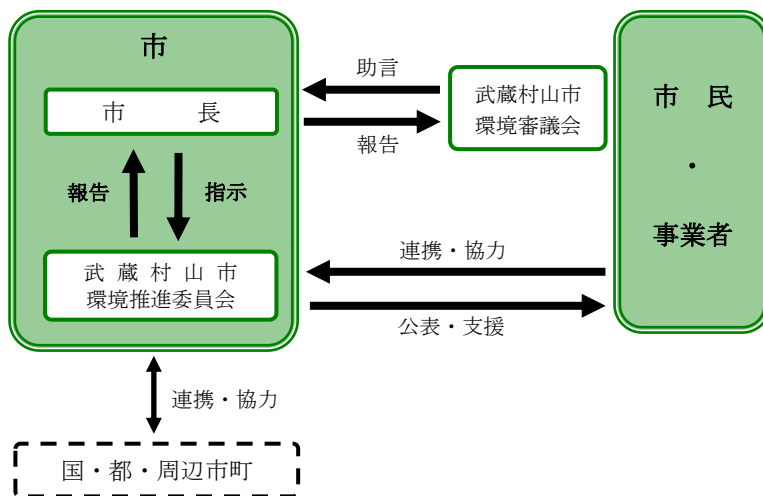 市
市　　長
報告
指示
武 蔵 村 山 市
環境推進委員会
助言
報告
武蔵村山市
環境審議会
市　民
・
事業者
連携・協力
公表・支援
連携・協力
国・都・周辺市町